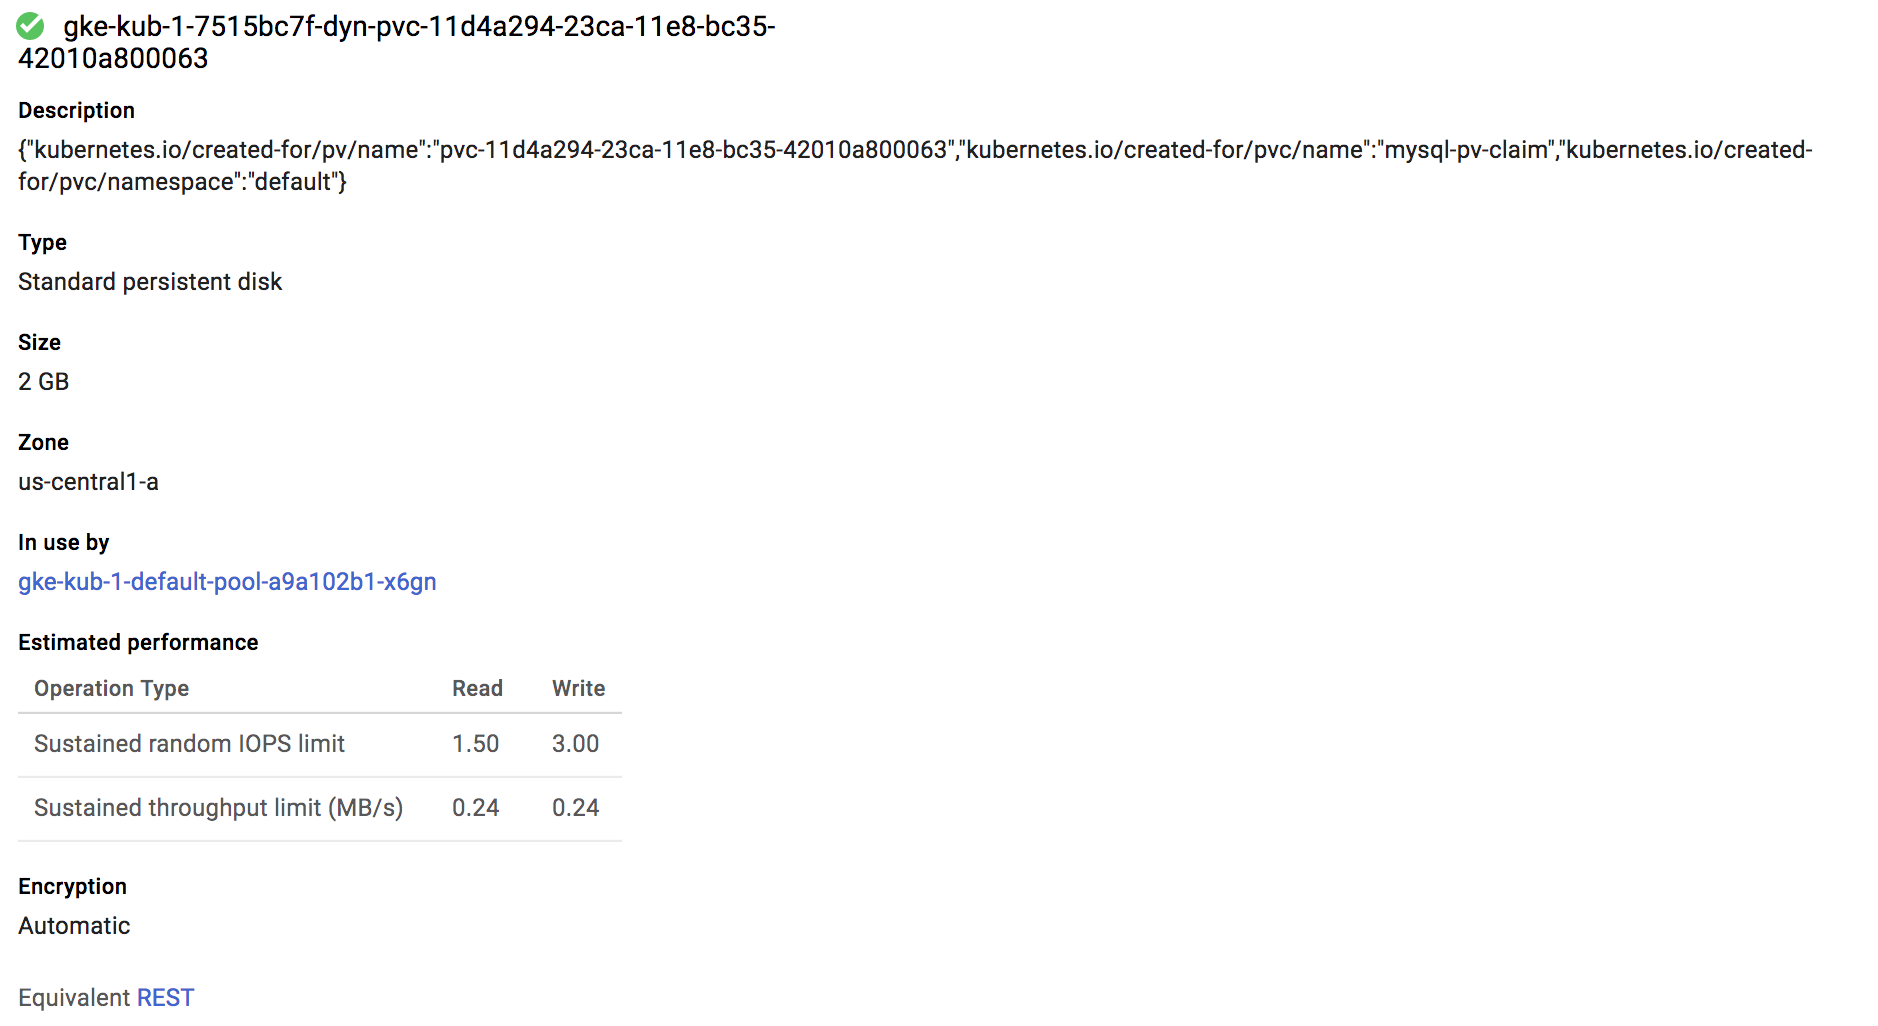 gke-kub-1-7515bc7f-dyn-pvc-11d4a294-23ca-11e8-bc35-
42010a800063
Description
{"kubernetes.io/created-for/pv/name":"pvc-11d4a294-23ca-11e8-bc35-42010a800063","kubernetes.io/created-for/pvc/name":"mysql-pv-claim","kubernetes.io/created-
for/pvc/namespace":"default"}
Type
Standard persistent disk
Size
2 GB
Zone
us-central1-a
In use by
gke-kub-1-default-pool-a9a102b1-x6gn
Estimated performance
Operation Type Read Write
Sustained random IOPS limit 1.50 3.00
Sustained throughput limit (MB/s) 0.24 0.24
Encryption
Automatic
Equivalent REST